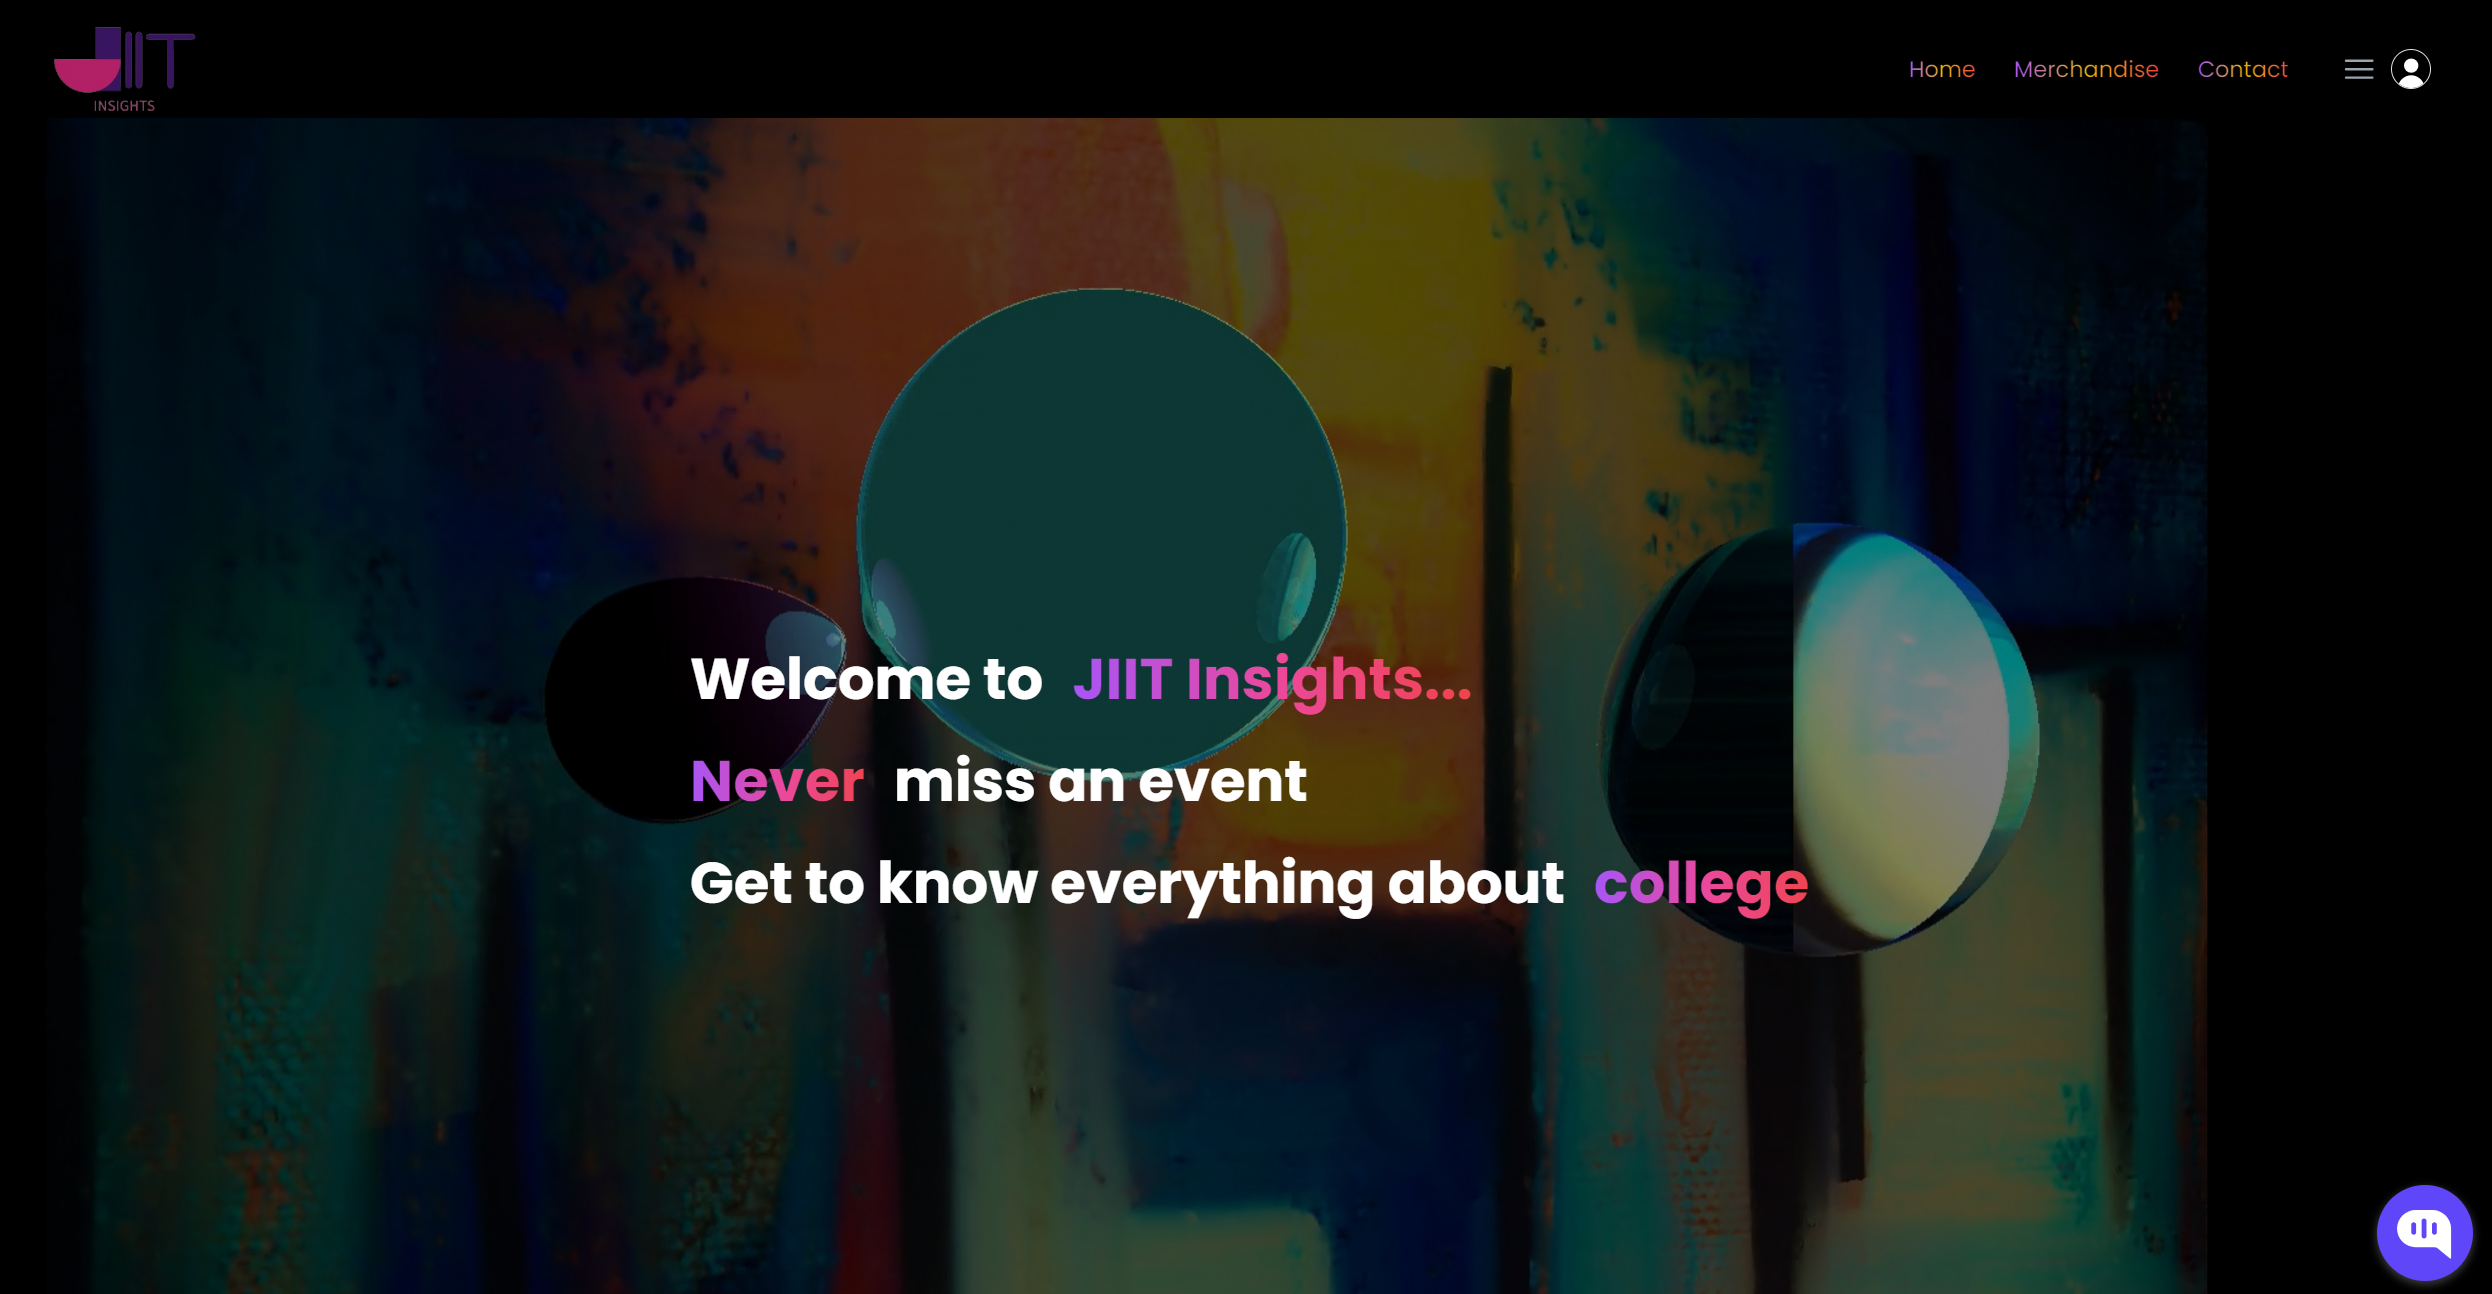 JIIT
INSIGHTS
Home Merchandise Contact
Welcome to JIIT Insights...
Never miss an event
Get to know everything about college